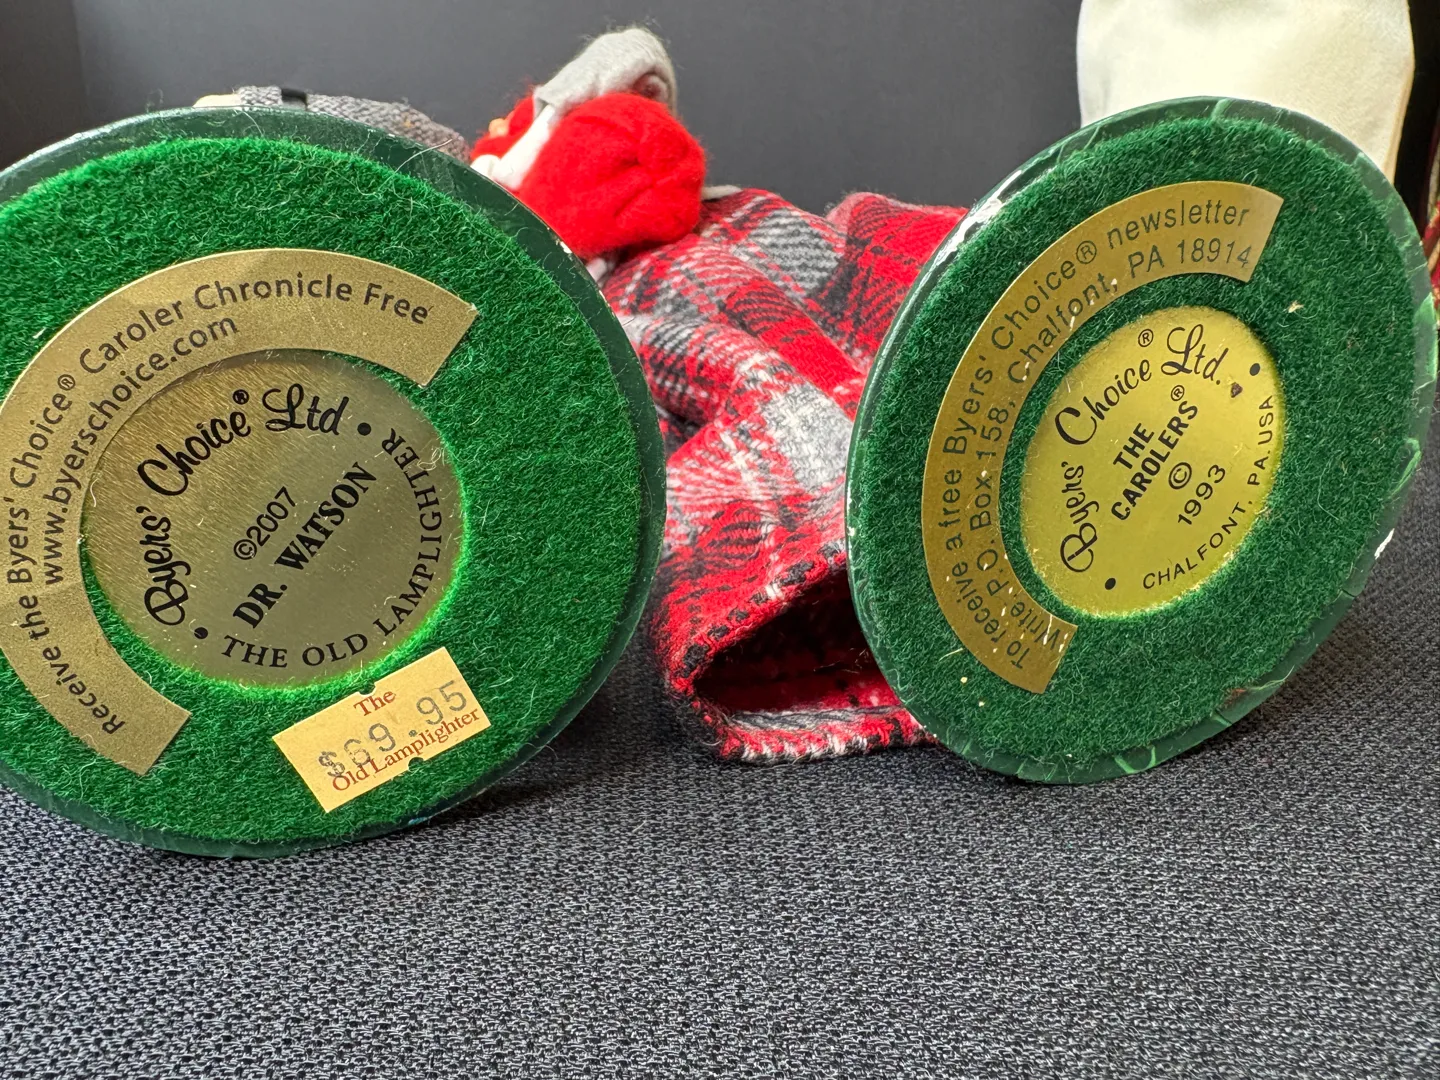 Receive the Byers' Choice® Caroler Chronicle Free
www.byerschoice.com
Byers' Choice® Ltd
©2007
DR. WATSON
• THE OLD LAMPLIGHTER •
The
$69.95
Old Lamplighter
To receive a free Byers' Choice® newsletter
Write P.O. Box 158, Chalfont, PA 18914
Byers' Choice® Ltd.
THE
CAROLERS®
©
1993
• CHALFONT, PA. USA •